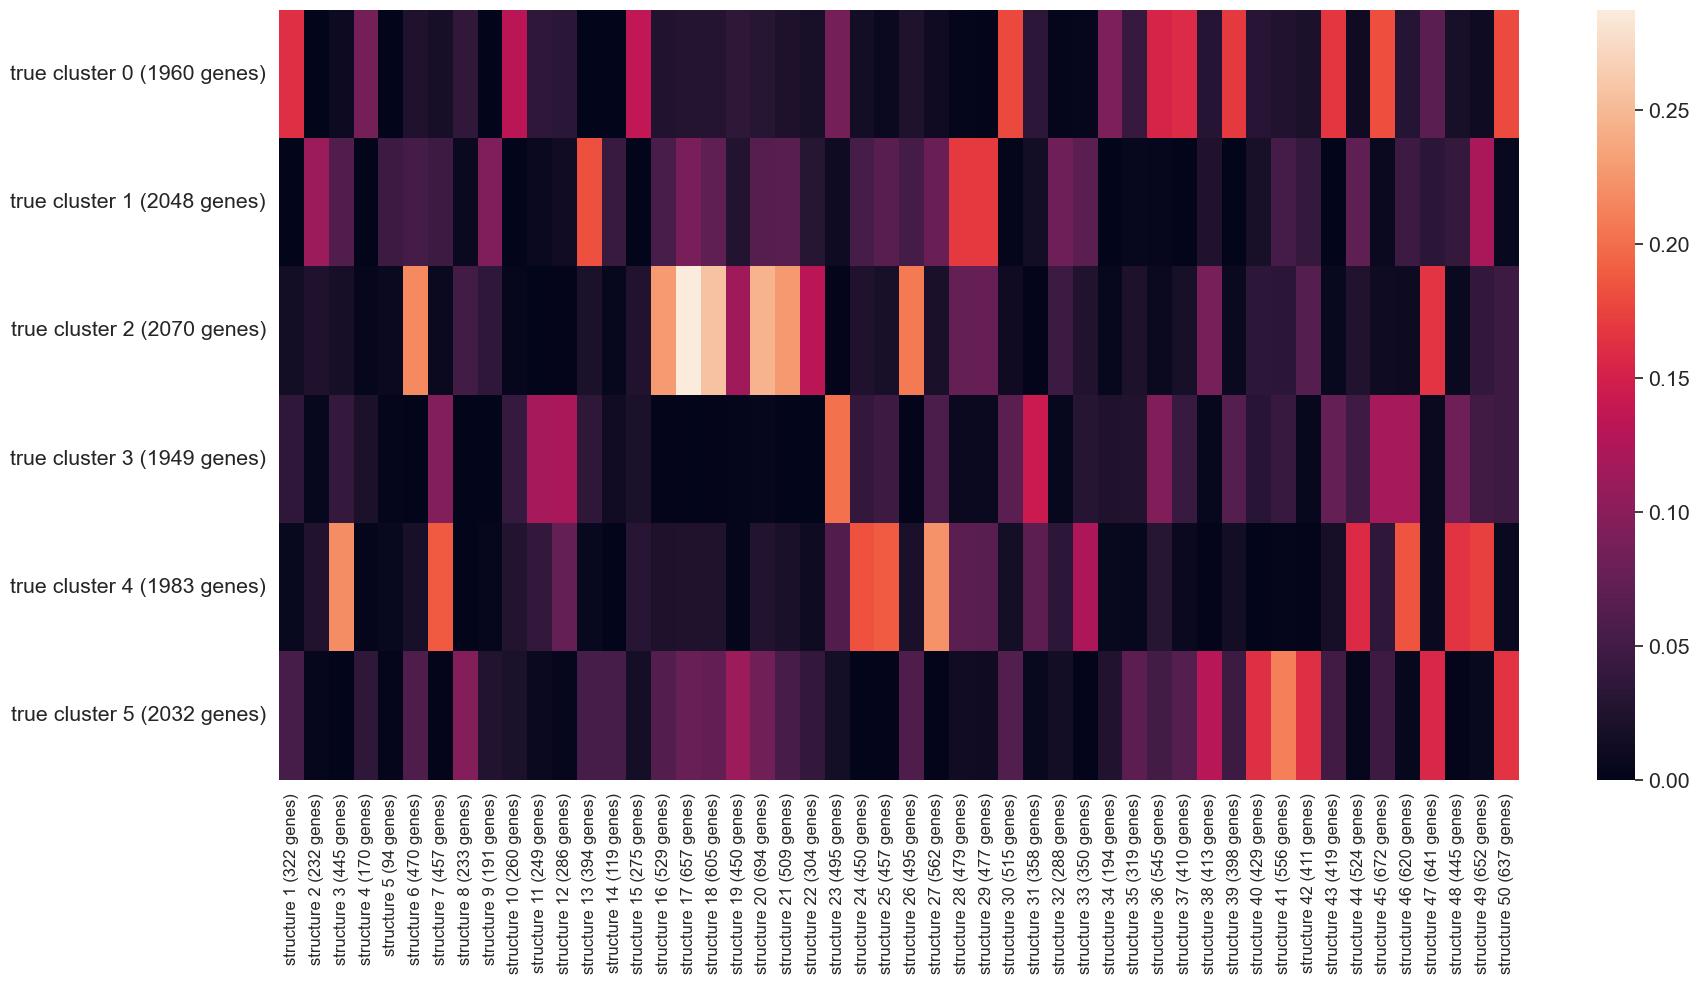 true cluster 0 (1960 genes)
true cluster 1 (2048 genes)
true cluster 2 (2070 genes)
true cluster 3 (1949 genes)
true cluster 4 (1983 genes)
true cluster 5 (2032 genes)
0.25
0.20
0.15
0.10
0.05
0.00
structure 1 (322 genes)
structure 2 (232 genes)
structure 3 (445 genes)
structure 4 (170 genes)
structure 5 (94 genes)
structure 6 (470 genes)
structure 7 (457 genes)
structure 8 (233 genes)
structure 9 (191 genes)
structure 10 (260 genes)
structure 11 (249 genes)
structure 12 (286 genes)
structure 13 (394 genes)
structure 14 (119 genes)
structure 15 (275 genes)
structure 16 (529 genes)
structure 17 (657 genes)
structure 18 (605 genes)
structure 19 (450 genes)
structure 20 (694 genes)
structure 21 (509 genes)
structure 22 (304 genes)
structure 23 (495 genes)
structure 24 (450 genes)
structure 25 (457 genes)
structure 26 (495 genes)
structure 27 (562 genes)
structure 28 (479 genes)
structure 29 (477 genes)
structure 30 (515 genes)
structure 31 (358 genes)
structure 32 (288 genes)
structure 33 (350 genes)
structure 34 (194 genes)
structure 35 (319 genes)
structure 36 (545 genes)
structure 37 (410 genes)
structure 38 (413 genes)
structure 39 (398 genes)
structure 40 (429 genes)
structure 41 (556 genes)
structure 42 (411 genes)
structure 43 (419 genes)
structure 44 (524 genes)
structure 45 (672 genes)
structure 46 (620 genes)
structure 47 (641 genes)
structure 48 (445 genes)
structure 49 (652 genes)
structure 50 (637 genes)